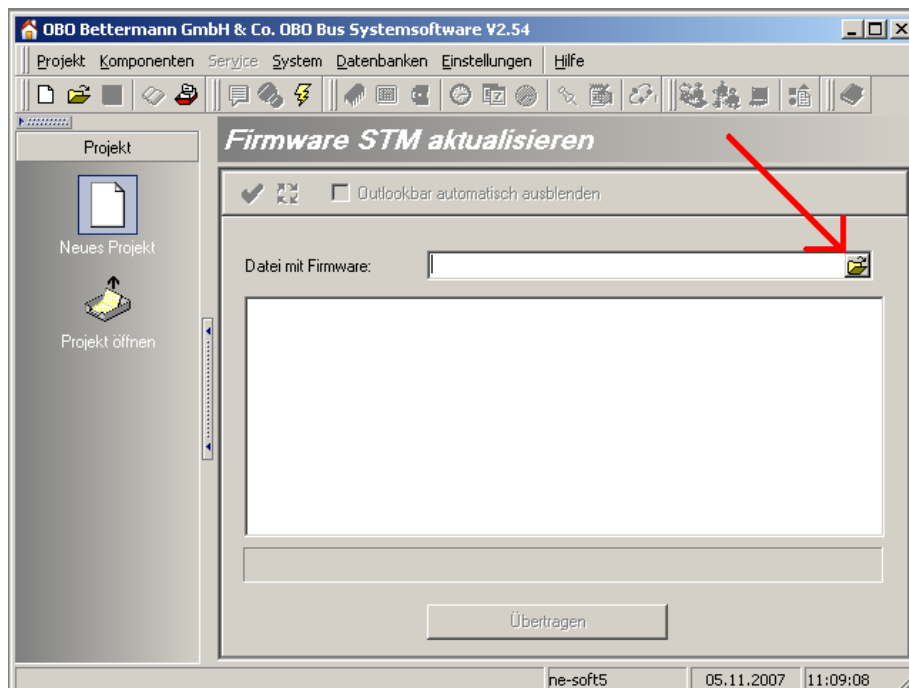 OBO Bettermann GmbH & Co. OBO Bus Systemsoftware V2.54
Projekt Komponenten Service System Datenbanken Einstellungen Hilfe
Projekt
Firmware STM aktualisieren
Outlookbar automatisch ausblenden
Neues Projekt
Datei mit Firmware:
Projekt öffnen
Übertragen
ne-soft5 05.11.2007 11:09:08